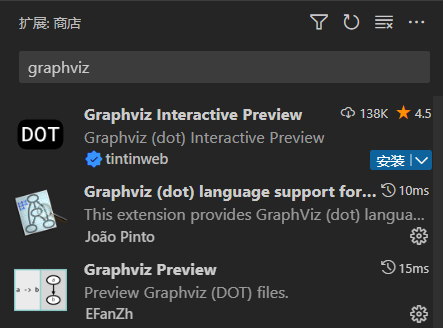 扩展: 商店
graphviz
DOT
Graphviz Interactive Preview 138K 4.5
Graphviz (dot) Interactive Preview
tintinweb 安装
Graphviz (dot) language support for... 10ms
This extension provides GraphViz (dot) langua...
João Pinto
a -> b a b
Graphviz Preview 15ms
Preview Graphviz (DOT) files.
EFanZh